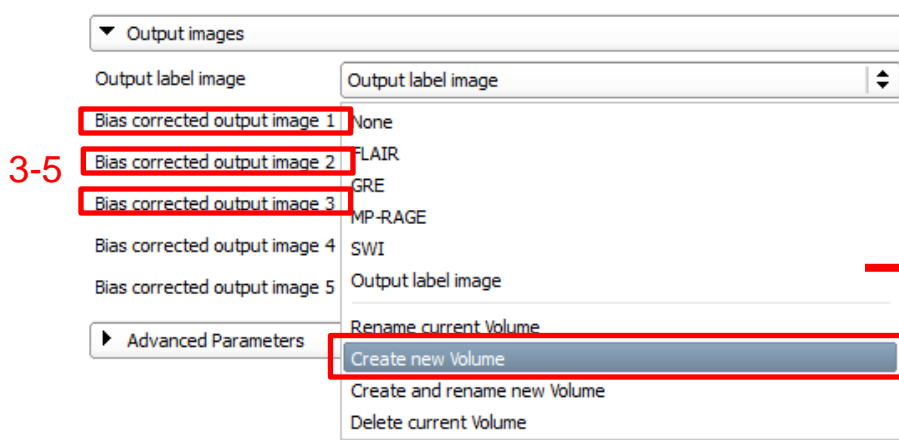 Output images
Output label image
Output label image
Bias corrected output image 1
None
3-5
Bias corrected output image 2
FLAIR
GRE
Bias corrected output image 3
MP-RAGE
Bias corrected output image 4
SWI
Bias corrected output image 5
Output label image
Advanced Parameters
Rename current Volume
Create new Volume
Create and rename new Volume
Delete current Volume